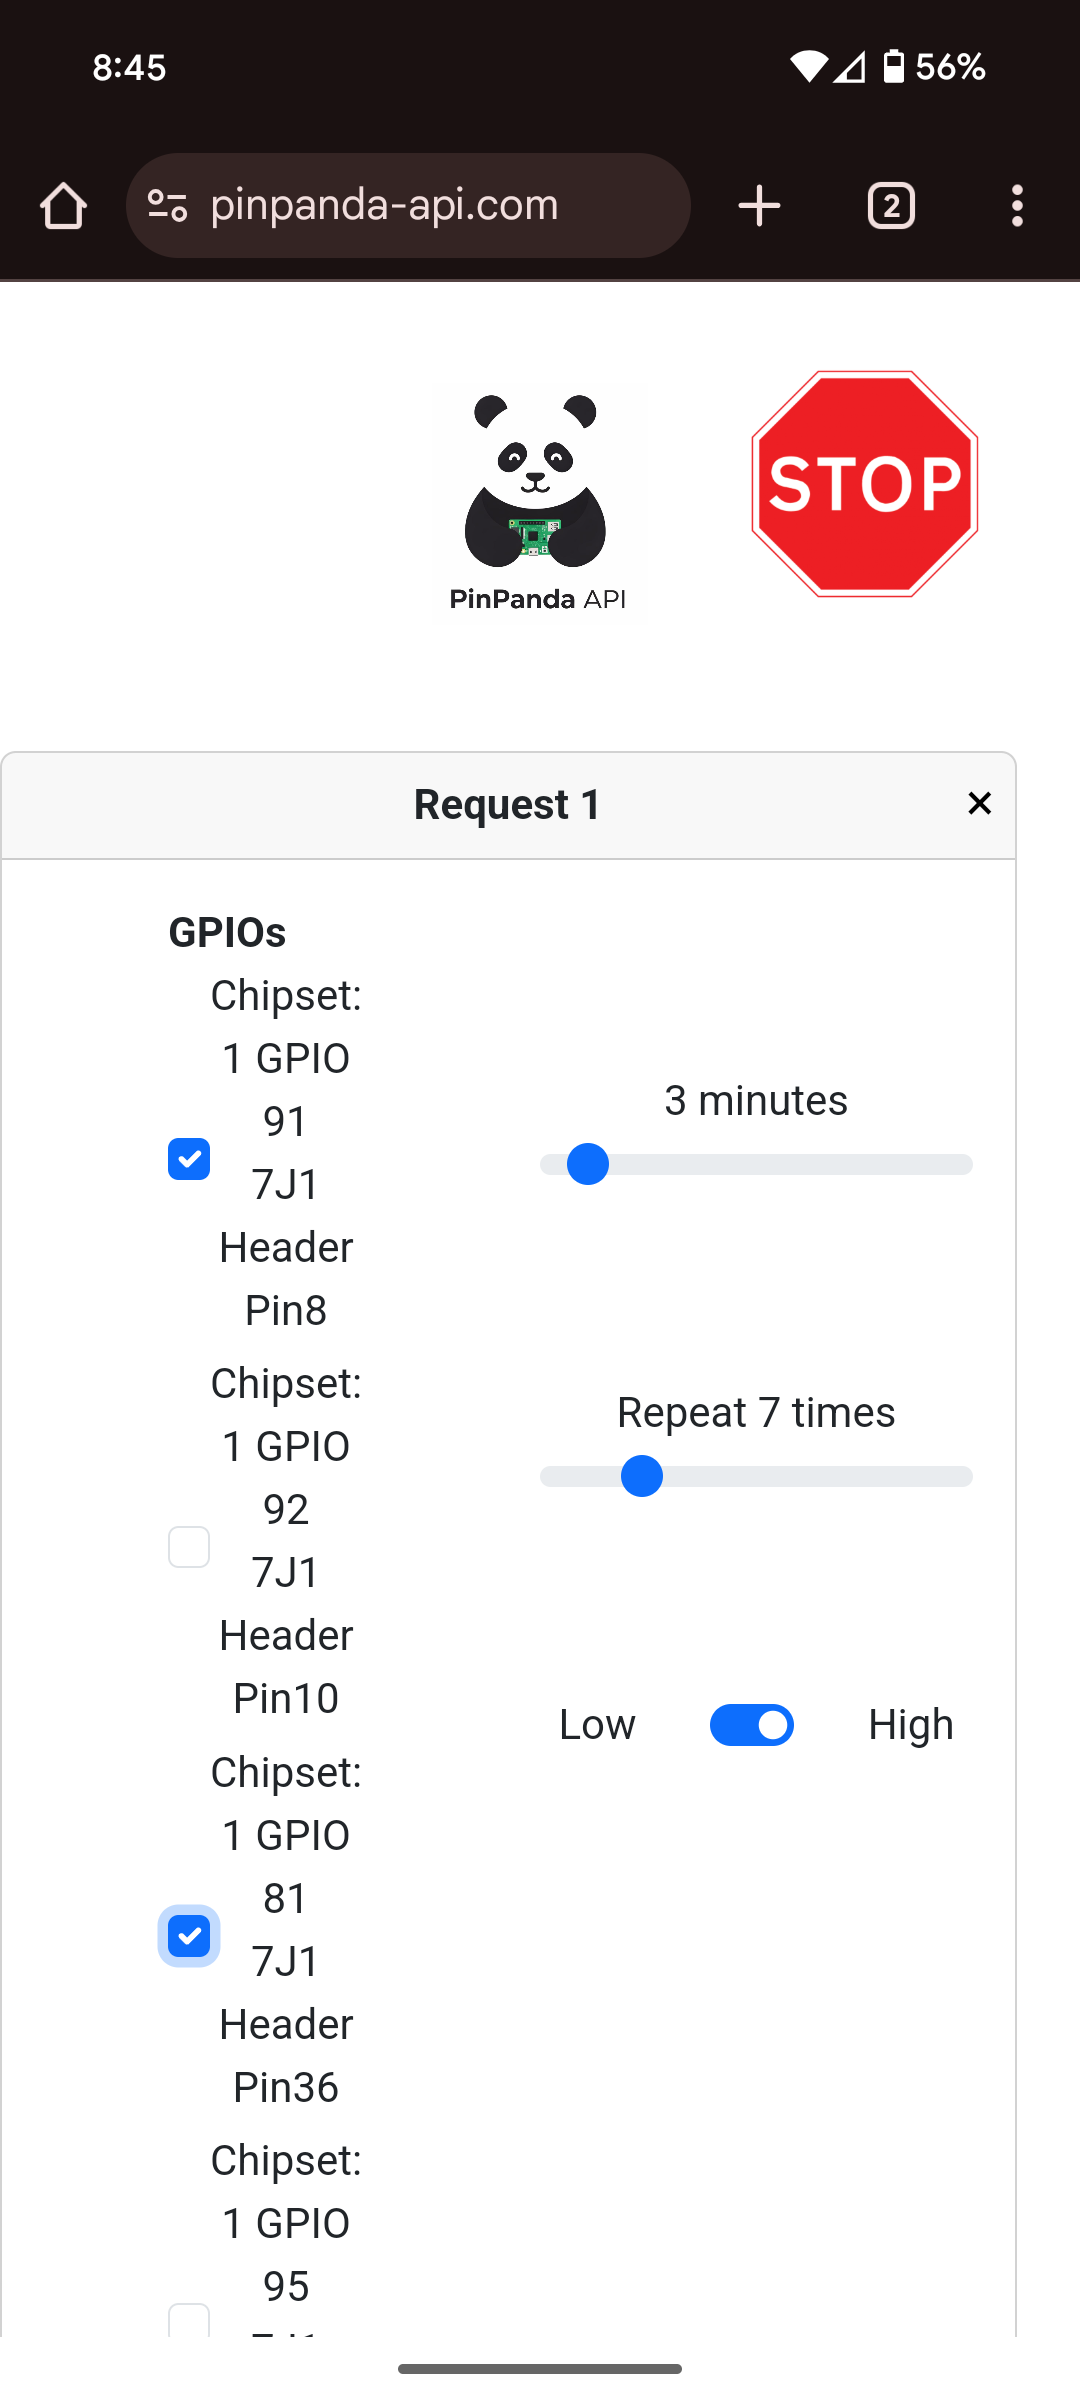 8:45
56%
pinpanda-api.com
2
STOP
PinPanda API
Request 1
GPIOs
Chipset:
1 GPIO
91
7J1
Header
Pin8
3 minutes
Chipset:
1 GPIO
92
7J1
Header
Pin10
Repeat 7 times
Low
High
Chipset:
1 GPIO
81
7J1
Header
Pin36
Chipset:
1 GPIO
95